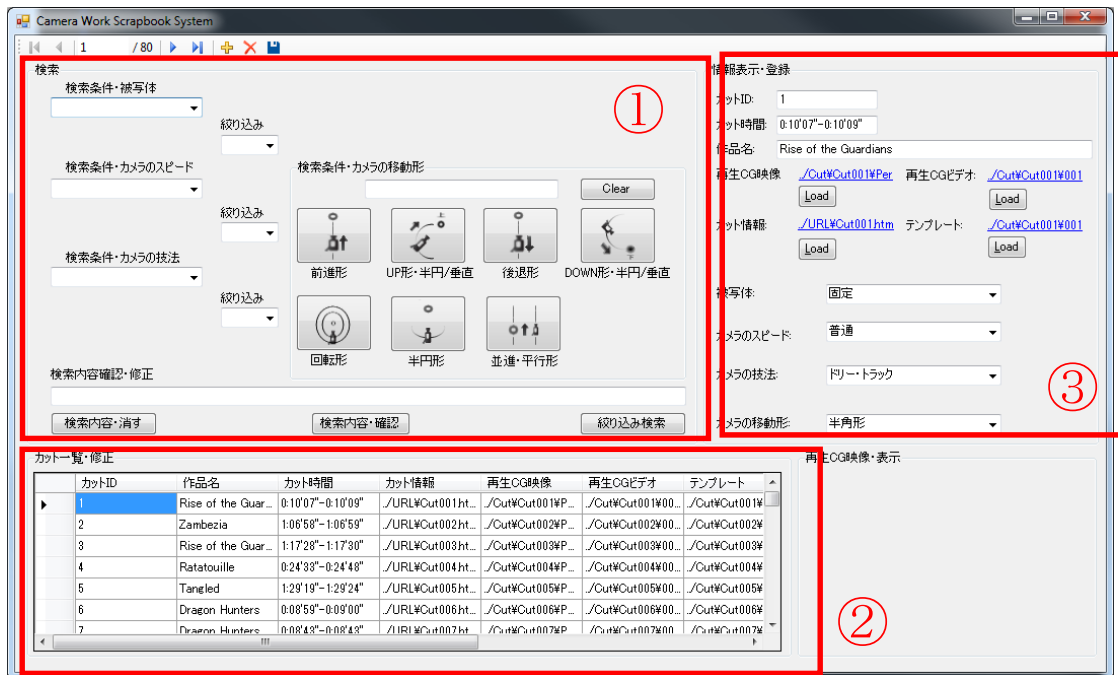 Camera Work Scrapbook System
1 / 80
検索
検索条件・被写体
絞り込み
検索条件・カメラのスピード
絞り込み
検索条件・カメラの技法
絞り込み
検索条件・カメラの移動形
Clear
前進形 UP形・半円/垂直 後退形 DOWN形・半円/垂直
回転形 半円形 並進・平行形
検索内容確認・修正
検索内容・消す 検索内容・確認 絞り込み検索
①
情報表示・登録
カットID: 1
カット時間: 0:10'07"-0:10'09"
作品名: Rise of the Guardians
再生CG映像 ./Cut¥Cut001¥Per 再生CGビデオ: ./Cut¥Cut001¥001
Load Load
カット情報: ./URL¥Cut001.htm テンプレート: ./Cut¥Cut001¥001
Load Load
被写体: 固定
カメラのスピード: 普通
カメラの技法: ドリー・トラック
カメラの移動形: 半角形
③
カット一覧・修正
カットID 作品名 カット時間 カット情報 再生CG映像 再生CGビデオ テンプレート
1 Rise of the Guar... 0:10'07"-0:10'09" ./URL¥Cut001.ht... ./Cut¥Cut001¥P... ./Cut¥Cut001¥00... ./Cut¥Cut001¥
2 Zambezia 1:06'58"-1:06'59" ./URL¥Cut002.ht... ./Cut¥Cut002¥P... ./Cut¥Cut002¥00... ./Cut¥Cut002¥
3 Rise of the Guar... 1:17'28"-1:17'30" ./URL¥Cut003.ht... ./Cut¥Cut003¥P... ./Cut¥Cut003¥00... ./Cut¥Cut003¥
4 Ratatouille 0:24'33"-0:24'48" ./URL¥Cut004.ht... ./Cut¥Cut004¥P... ./Cut¥Cut004¥00... ./Cut¥Cut004¥
5 Tangled 1:29'19"-1:29'24" ./URL¥Cut005.ht... ./Cut¥Cut005¥P... ./Cut¥Cut005¥00... ./Cut¥Cut005¥
6 Dragon Hunters 0:08'59"-0:09'00" ./URL¥Cut006.ht... ./Cut¥Cut006¥P... ./Cut¥Cut006¥00... ./Cut¥Cut006¥
7 Dragon Hunters 0:08'43"-0:08'43" ./URL¥Cut007.ht... ./Cut¥Cut007¥P... ./Cut¥Cut007¥00... ./Cut¥Cut007¥
②
再生CG映像・表示